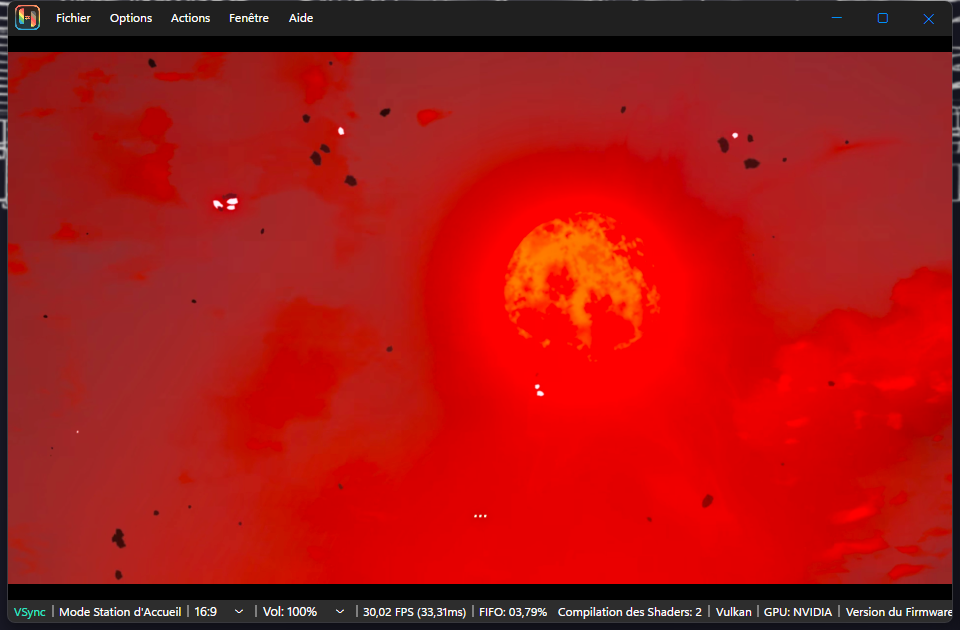 Fichier Options Actions Fenêtre Aide
...
VSync | Mode Station d'Accueil | 16:9 | Vol: 100% | 30,02 FPS (33,31ms) | FIFO: 03,79% Compilation des Shaders: 2 | Vulkan | GPU: NVIDIA | Version du Firmware